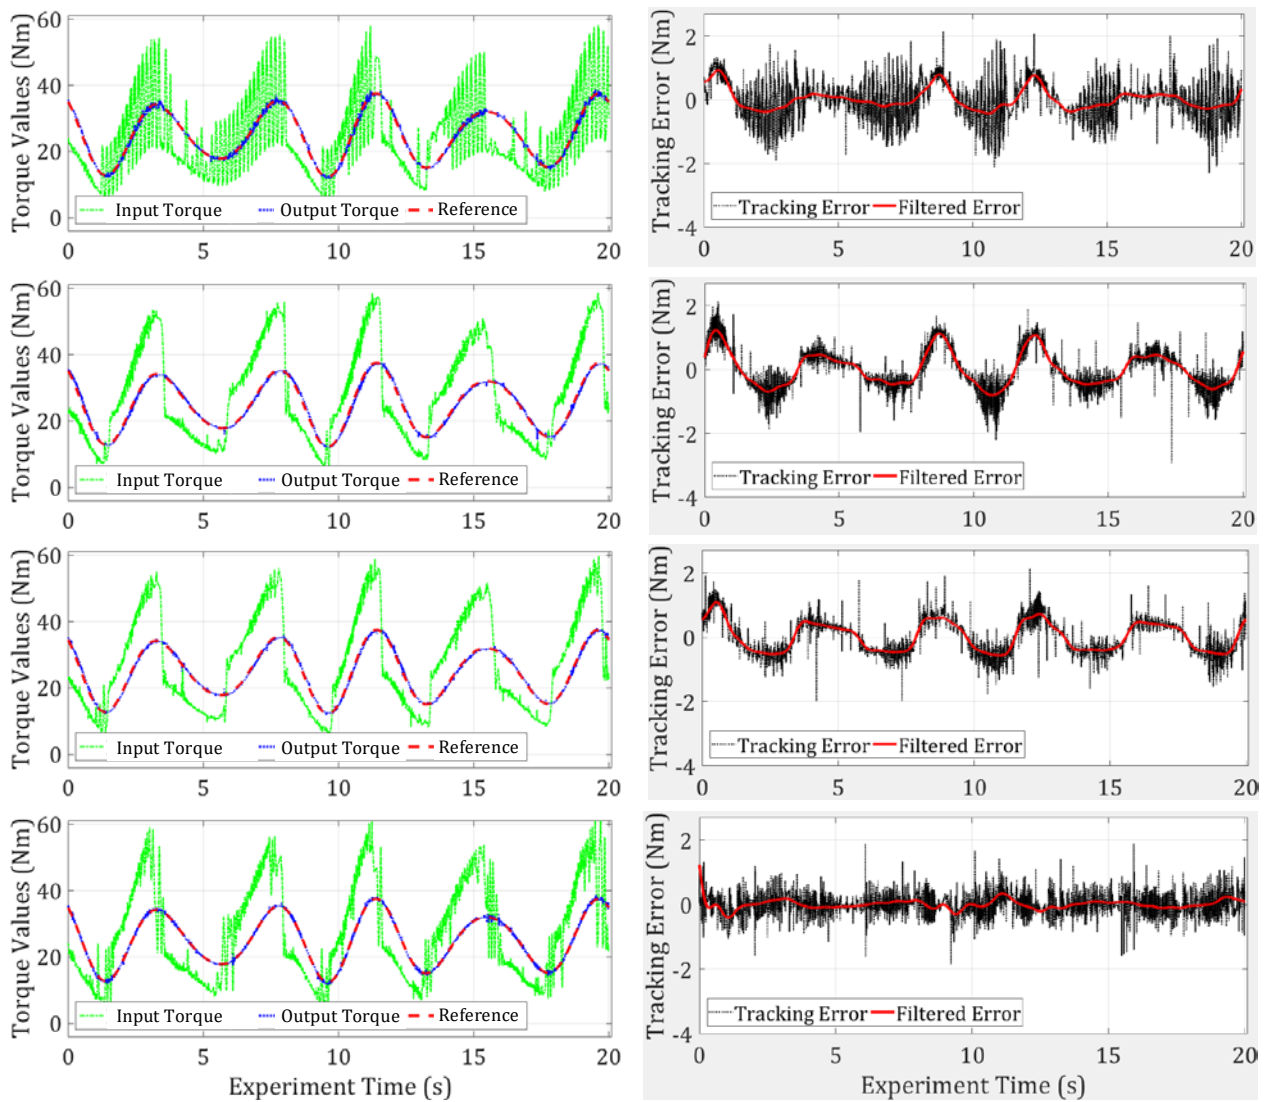 Torque Values (Nm)
60
40
20
0
Input Torque Output Torque Reference
0 5 10 15 20
Tracking Error (Nm)
2
0
-2
-4
Tracking Error Filtered Error
0 5 10 15 20
Torque Values (Nm)
60
40
20
0
Input Torque Output Torque Reference
0 5 10 15 20
Tracking Error (Nm)
2
0
-2
-4
Tracking Error Filtered Error
0 5 10 15 20
Torque Values (Nm)
60
40
20
0
Input Torque Output Torque Reference
0 5 10 15 20
Tracking Error (Nm)
2
0
-2
-4
Tracking Error Filtered Error
0 5 10 15 20
Torque Values (Nm)
60
40
20
0
Input Torque Output Torque Reference
0 5 10 15 20
Experiment Time (s)
Tracking Error (Nm)
2
0
-2
-4
Tracking Error Filtered Error
0 5 10 15 20
Experiment Time (s)